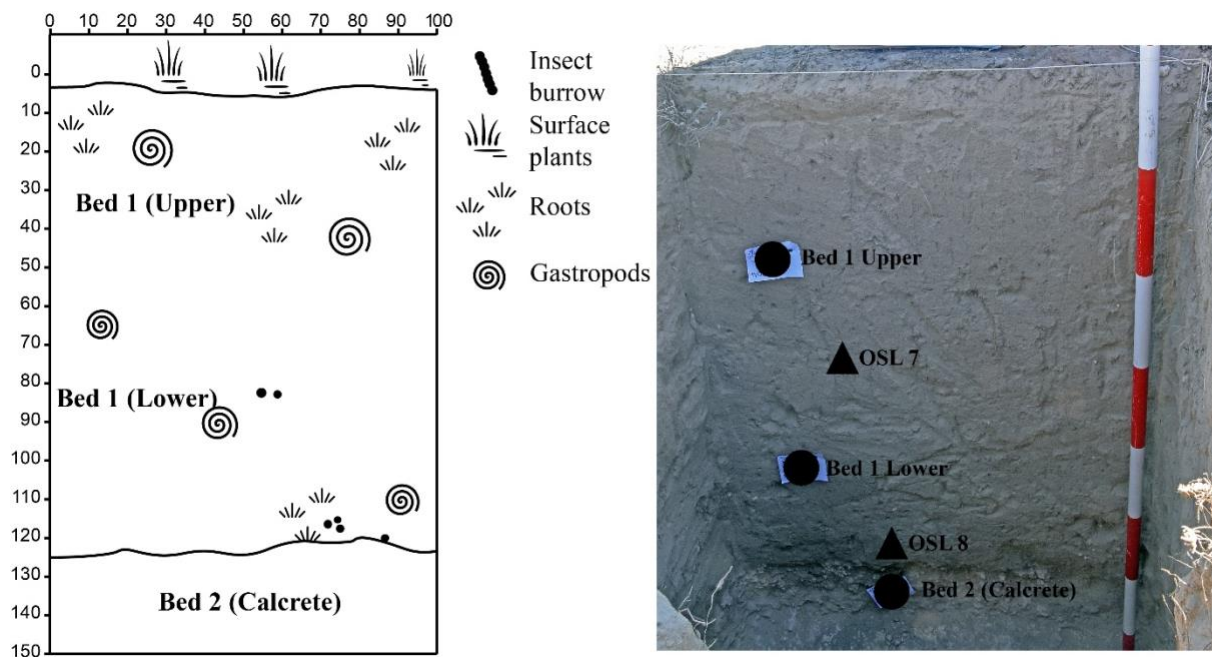 0 10 20 30 40 50 60 70 80 90 100
0
10
20
30
40
50
60
70
80
90
100
110
120
130
140
150
Bed 1 (Upper)
Bed 1 (Lower)
Bed 2 (Calcrete)
Insect
burrow
Surface
plants
Roots
Gastropods
Bed 1 Upper
OSL 7
Bed 1 Lower
OSL 8
Bed 2 (Calcrete)